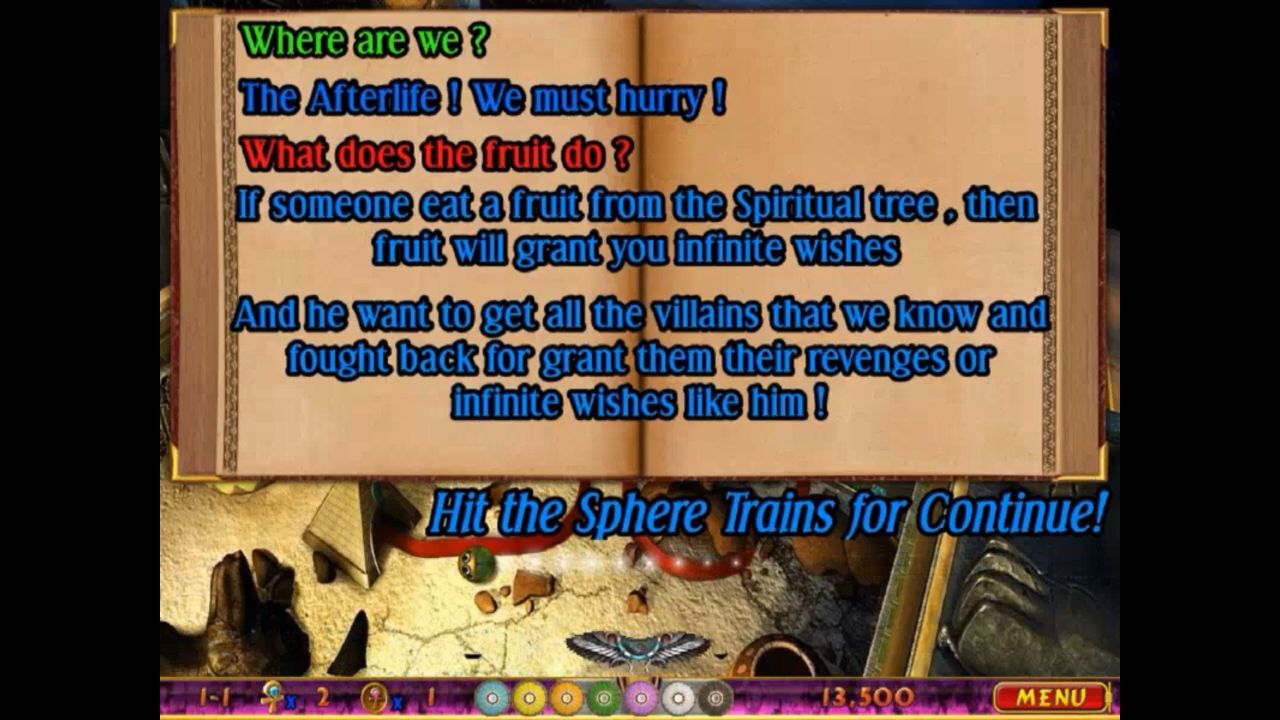 Where are we ?
The Afterlife ! We must hurry !
What does the fruit do ?
If someone eat a fruit from the Spiritual tree , then
fruit will grant you infinite wishes
And he want to get all the villains that we know and
fought back for grant them their revenges or
infinite wishes like him !
Hit the Sphere Trains for Continue!
1-1 x 2 x 1 13,500 MENU